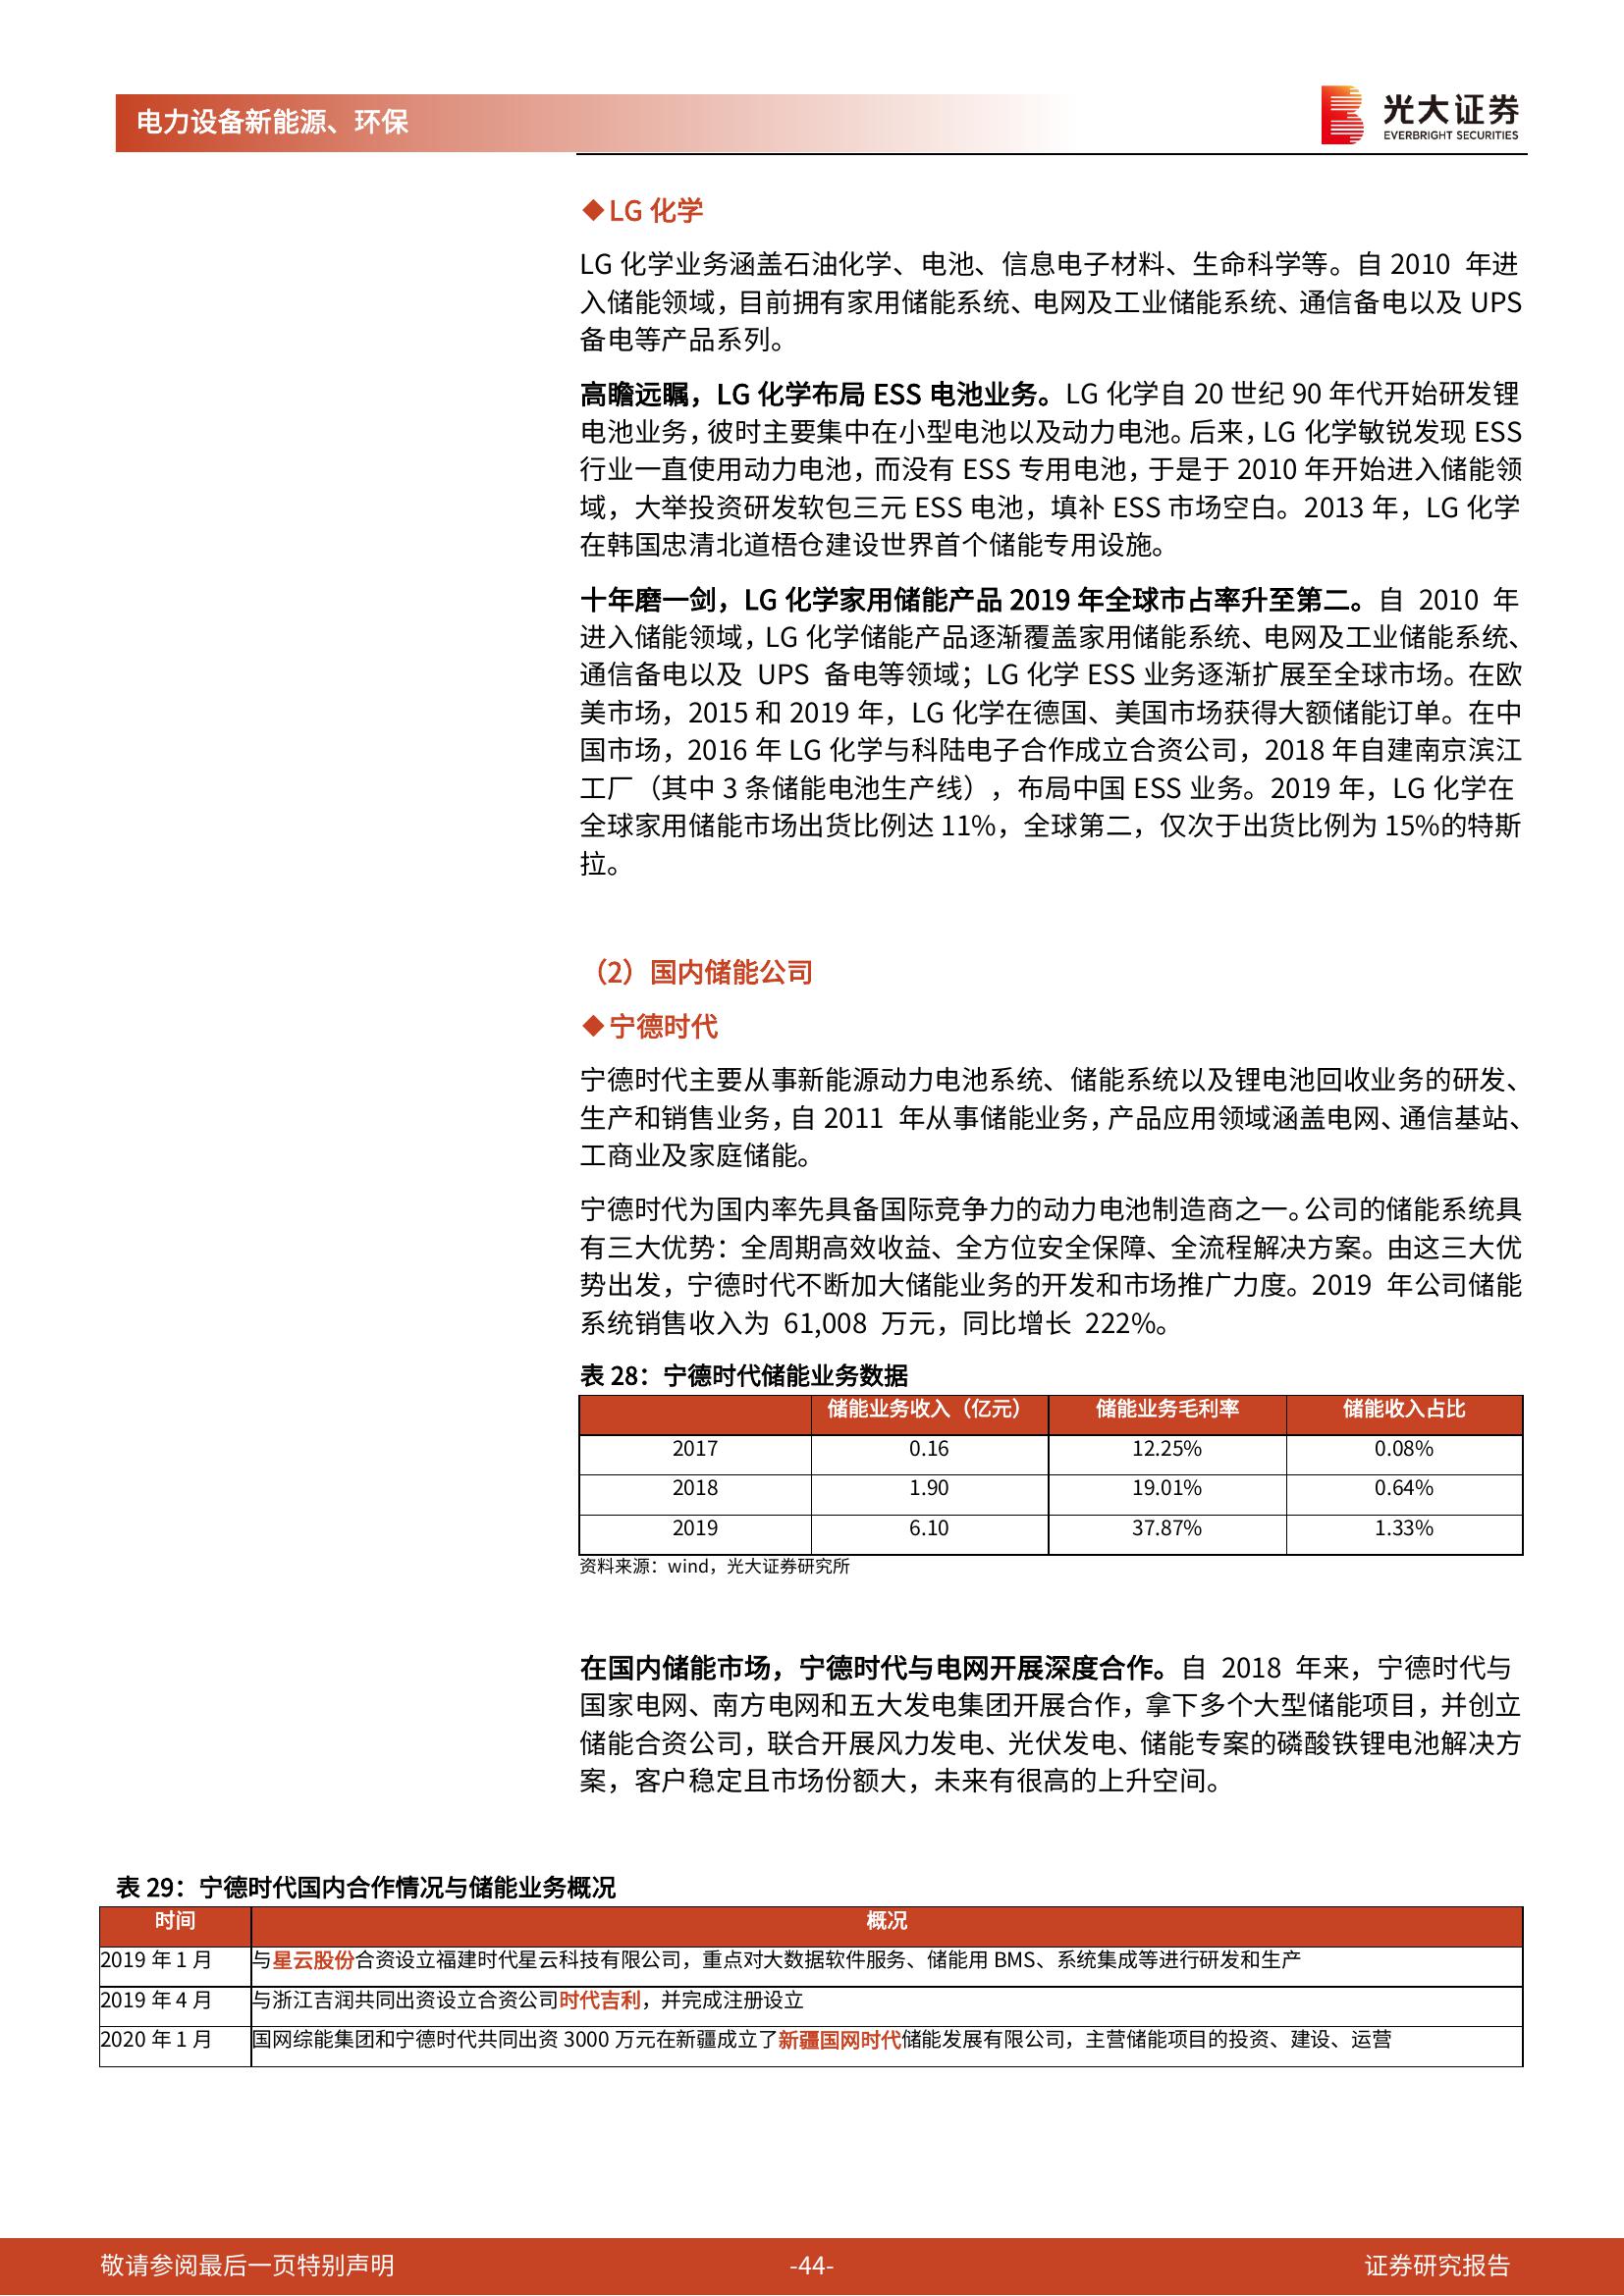 电力设备新能源、环保
光大证券
EVERBRIGHT SECURITIES
◆LG 化学
LG 化学业务涵盖石油化学、电池、信息电子材料、生命科学等。自 2010 年进
入储能领域，目前拥有家用储能系统、电网及工业储能系统、通信备电以及 UPS
备电等产品系列。
高瞻远瞩，LG 化学布局 ESS 电池业务。LG 化学自 20 世纪 90 年代开始研发锂
电池业务，彼时主要集中在小型电池以及动力电池。后来，LG 化学敏锐发现 ESS
行业一直使用动力电池，而没有 ESS 专用电池，于是于 2010 年开始进入储能领
域，大举投资研发软包三元 ESS 电池，填补 ESS 市场空白。2013 年，LG 化学
在韩国忠清北道梧仓建设世界首个储能专用设施。
十年磨一剑，LG 化学家用储能产品 2019 年全球市占率升至第二。自 2010 年
进入储能领域，LG 化学储能产品逐渐覆盖家用储能系统、电网及工业储能系统、
通信备电以及 UPS 备电等领域；LG 化学 ESS 业务逐渐扩展至全球市场。在欧
美市场，2015 和 2019 年，LG 化学在德国、美国市场获得大额储能订单。在中
国市场，2016 年 LG 化学与科陆电子合作成立合资公司，2018 年自建南京滨江
工厂（其中 3 条储能电池生产线），布局中国 ESS 业务。2019 年，LG 化学在
全球家用储能市场出货比例达 11%，全球第二，仅次于出货比例为 15%的特斯
拉。
（2）国内储能公司
◆宁德时代
宁德时代主要从事新能源动力电池系统、储能系统以及锂电池回收业务的研发、
生产和销售业务，自 2011 年从事储能业务，产品应用领域涵盖电网、通信基站、
工商业及家庭储能。
宁德时代为国内率先具备国际竞争力的动力电池制造商之一。公司的储能系统具
有三大优势：全周期高效收益、全方位安全保障、全流程解决方案。由这三大优
势出发，宁德时代不断加大储能业务的开发和市场推广力度。2019 年公司储能
系统销售收入为 61,008 万元，同比增长 222%。
表 28：宁德时代储能业务数据
储能业务收入（亿元） 储能业务毛利率 储能收入占比
2017 0.16 12.25% 0.08%
2018 1.90 19.01% 0.64%
2019 6.10 37.87% 1.33%
资料来源：wind，光大证券研究所
在国内储能市场，宁德时代与电网开展深度合作。自 2018 年来，宁德时代与
国家电网、南方电网和五大发电集团开展合作，拿下多个大型储能项目，并创立
储能合资公司，联合开展风力发电、光伏发电、储能专案的磷酸铁锂电池解决方
案，客户稳定且市场份额大，未来有很高的上升空间。
表 29：宁德时代国内合作情况与储能业务概况
时间 概况
2019 年 1 月 与星云股份合资设立福建时代星云科技有限公司，重点对大数据软件服务、储能用 BMS、系统集成等进行研发和生产
2019 年 4 月 与浙江吉润共同出资设立合资公司时代吉利，并完成注册设立
2020 年 1 月 国网综能集团和宁德时代共同出资 3000 万元在新疆成立了新疆国网时代储能发展有限公司，主营储能项目的投资、建设、运营
敬请参阅最后一页特别声明 -44- 证券研究报告